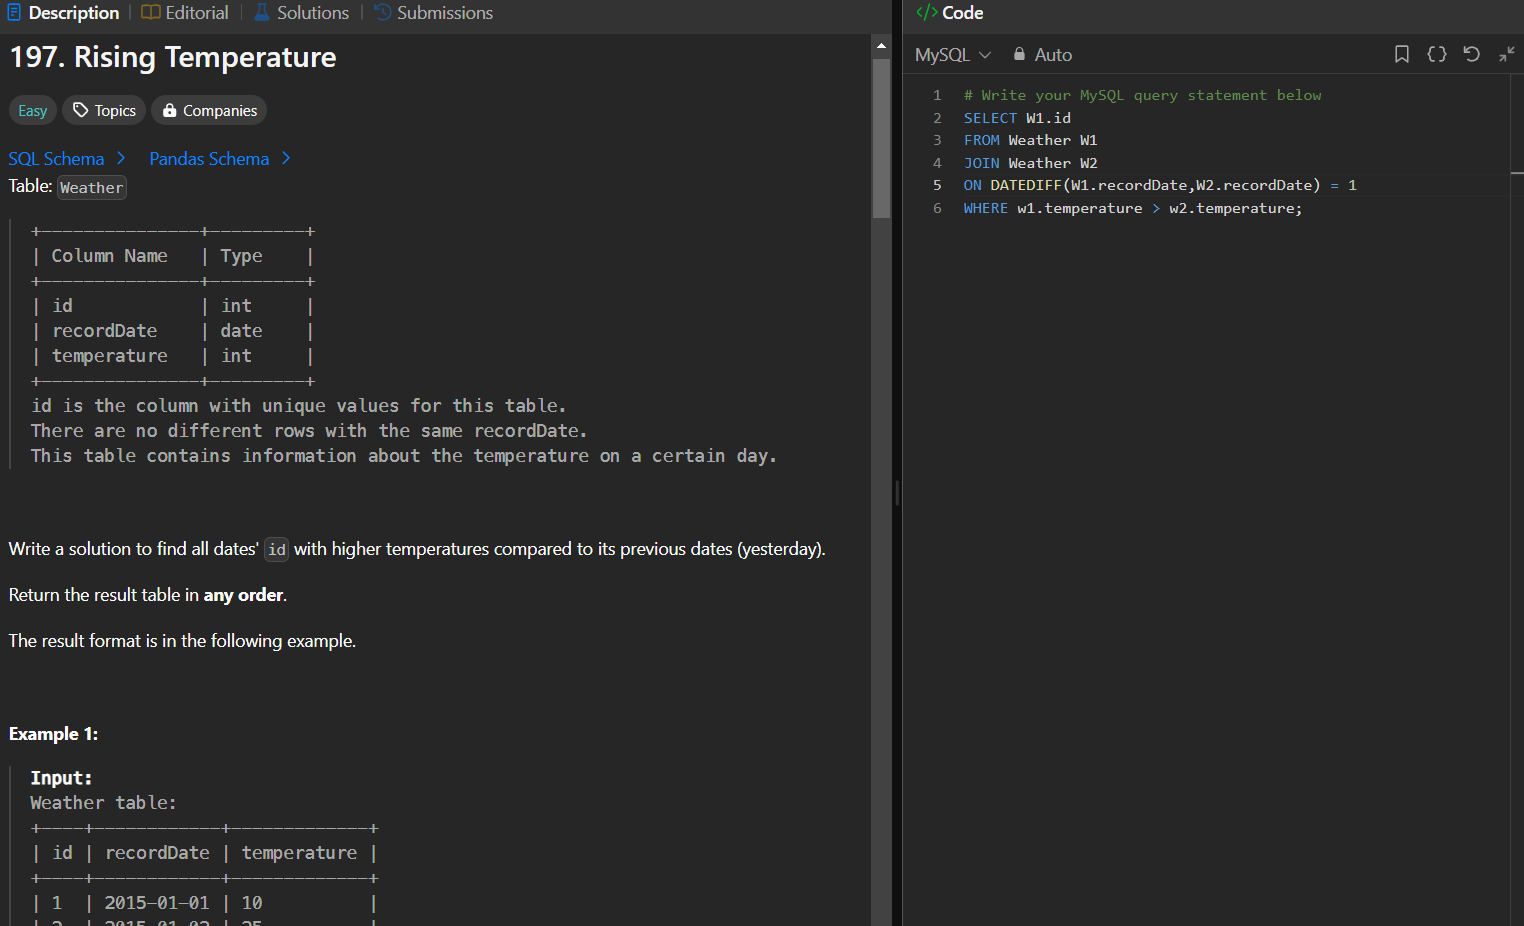 Description | Editorial | Solutions | Submissions
197. Rising Temperature
Easy Topics Companies
SQL Schema > Pandas Schema >
Table: Weather
+---------------+---------+
| Column Name   | Type    |
+---------------+---------+
| id            | int     |
| recordDate    | date    |
| temperature   | int     |
+---------------+---------+
id is the column with unique values for this table.
There are no different rows with the same recordDate.
This table contains information about the temperature on a certain day.
Write a solution to find all dates' id with higher temperatures compared to its previous dates (yesterday).
Return the result table in any order.
The result format is in the following example.
Example 1:
Input:
Weather table:
+----+------------+-------------+
| id | recordDate | temperature |
+----+------------+-------------+
| 1  | 2015-01-01 | 10          |
</> Code
MySQL Auto
1 # Write your MySQL query statement below
2 SELECT W1.id
3 FROM Weather W1
4 JOIN Weather W2
5 ON DATEDIFF(W1.recordDate,W2.recordDate) = 1
6 WHERE w1.temperature > w2.temperature;